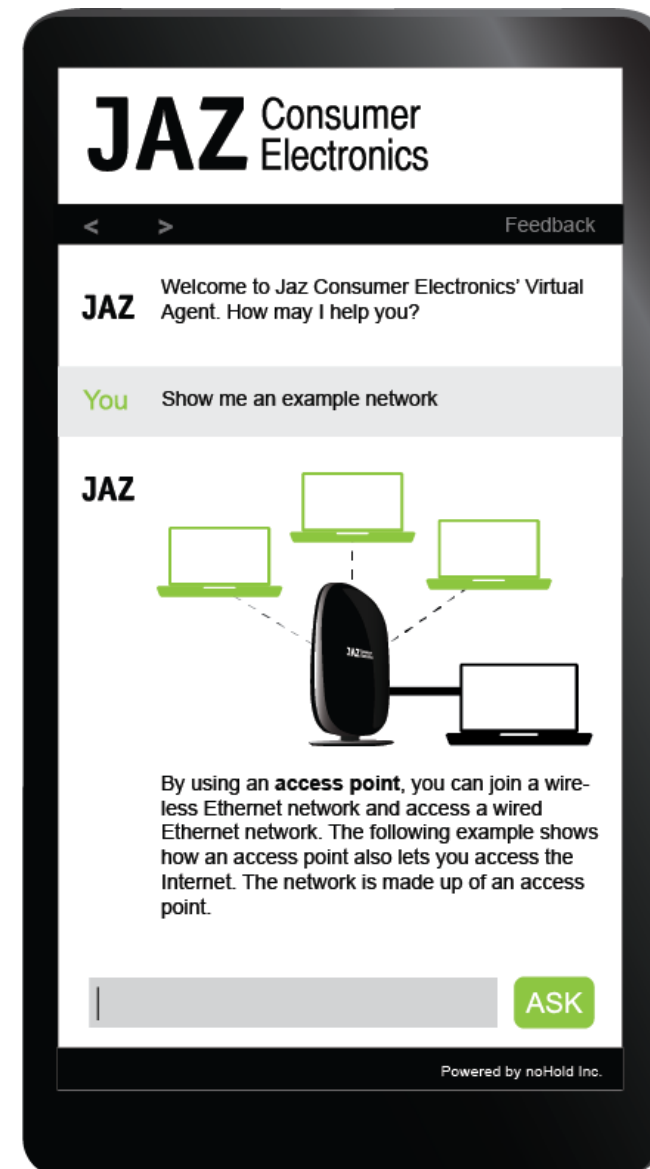 JAZ Consumer
Electronics
< >
Feedback
JAZ
Welcome to Jaz Consumer Electronics’ Virtual
Agent. How may I help you?
You
Show me an example network
JAZ
JAZ Consumer
Electronics
By using an access point, you can join a wire-
less Ethernet network and access a wired
Ethernet network. The following example shows
how an access point also lets you access the
Internet. The network is made up of an access
point.
ASK
Powered by noHold Inc.